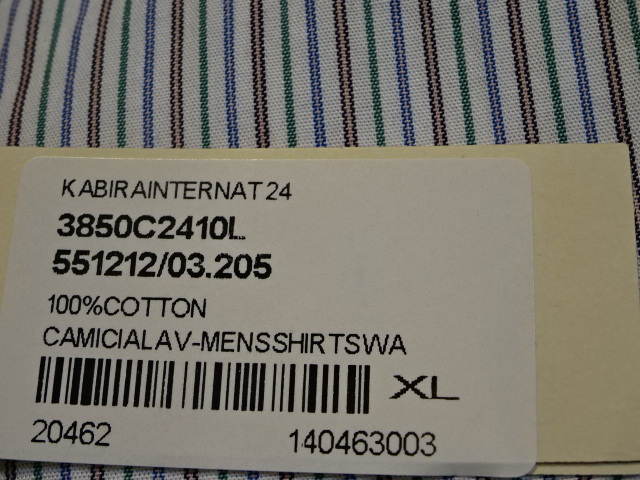 KABIRAINTERNAT24
3850C2410L
551212/03.205
100%COTTON
CAMICIALAV-MENSSHIRTSWA
XL
20462 140463003